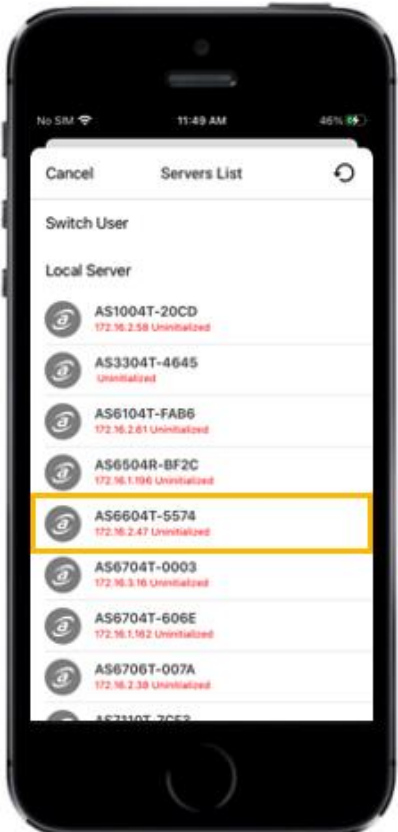 No SIM 11:49 AM 46%
Cancel Servers List
Switch User
Local Server
AS1004T-20CD
172.16.2.58 Uninitialized
AS3304T-4645
Uninitialized
AS6104T-FAB6
172.16.2.61 Uninitialized
AS6504R-BF2C
172.16.1.196 Uninitialized
AS6604T-5574
172.16.2.47 Uninitialized
AS6704T-0003
172.16.3.16 Uninitialized
AS6704T-606E
172.16.1.162 Uninitialized
AS6706T-007A
172.16.2.38 Uninitialized